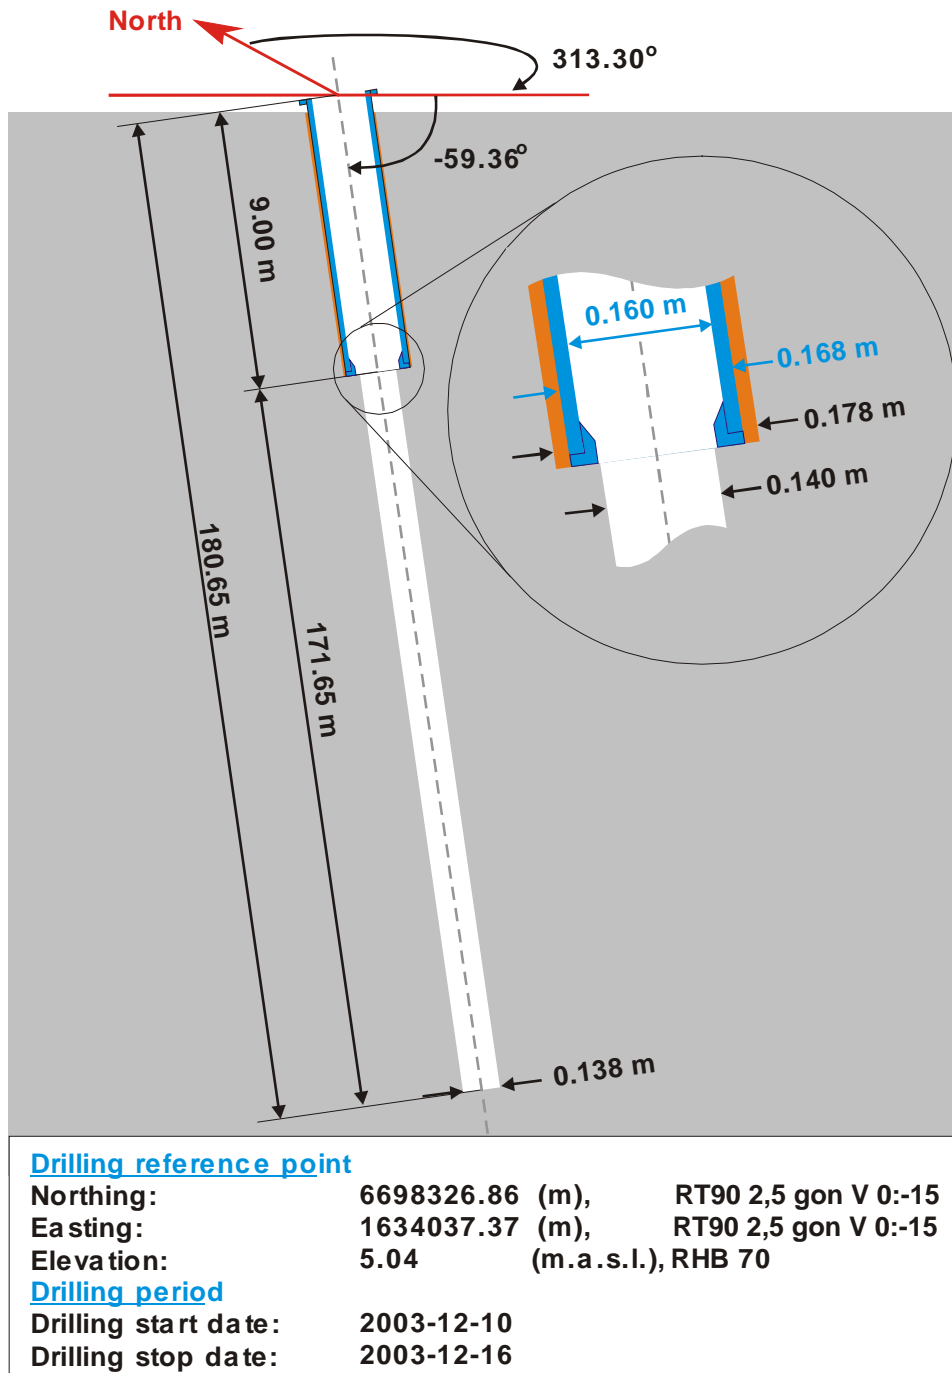 North
313.30°
-59.36°
9.00 m
0.160 m
0.168 m
0.178 m
0.140 m
180.65 m
171.65 m
0.138 m
Drilling reference point
Northing: 6698326.86 (m), RT90 2,5 gon V 0:-15
Easting: 1634037.37 (m), RT90 2,5 gon V 0:-15
Elevation: 5.04 (m.a.s.l.), RHB 70
Drilling period
Drilling start date: 2003-12-10
Drilling stop date: 2003-12-16